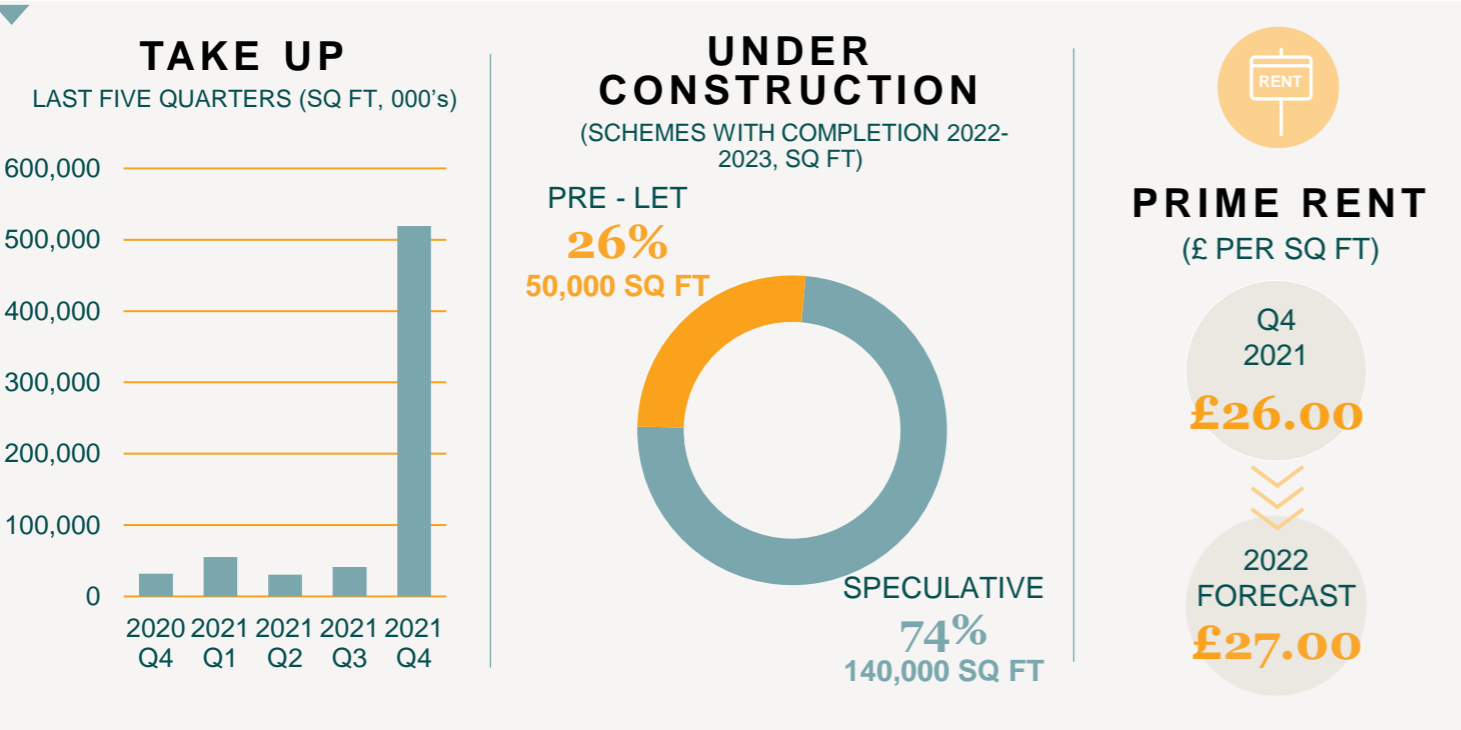 TAKE UP
LAST FIVE QUARTERS (SQ FT, 000's)
600,000
500,000
400,000
300,000
200,000
100,000
0
2020 2021 2021 2021 2021
Q4 Q1 Q2 Q3 Q4
UNDER
CONSTRUCTION
(SCHEMES WITH COMPLETION 2022-
2023, SQ FT)
PRE - LET
26%
50,000 SQ FT
SPECULATIVE
74%
140,000 SQ FT
RENT
PRIME RENT
(£ PER SQ FT)
Q4
2021
£26.00
2022
FORECAST
£27.00